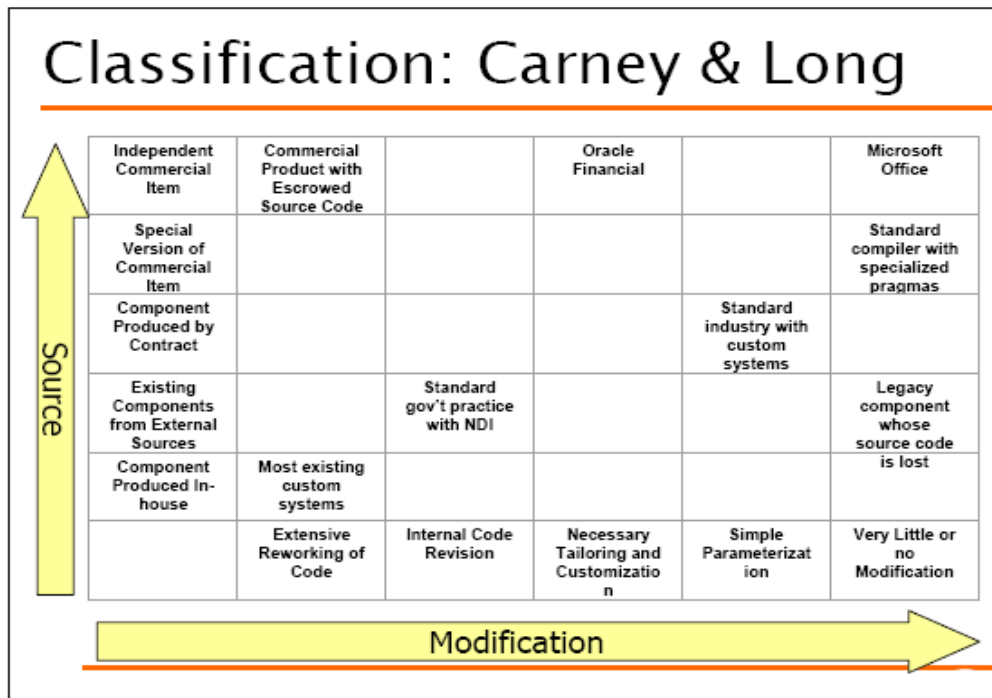 Classification: Carney & Long
Independent
Commercial
Item
Commercial
Product with
Escrowed
Source Code
Oracle
Financial
Microsoft
Office
Special
Version of
Commercial
Item
Standard
compiler with
specialized
pragmas
Component
Produced by
Contract
Standard
industry with
custom
systems
Existing
Components
from External
Sources
Standard
gov't practice
with NDI
Legacy
component
whose
source code
is lost
Component
Produced In-
house
Most existing
custom
systems
Extensive
Reworking of
Code
Internal Code
Revision
Necessary
Tailoring and
Customizatio
n
Simple
Parameterizat
ion
Very Little or
no
Modification
Source
Modification